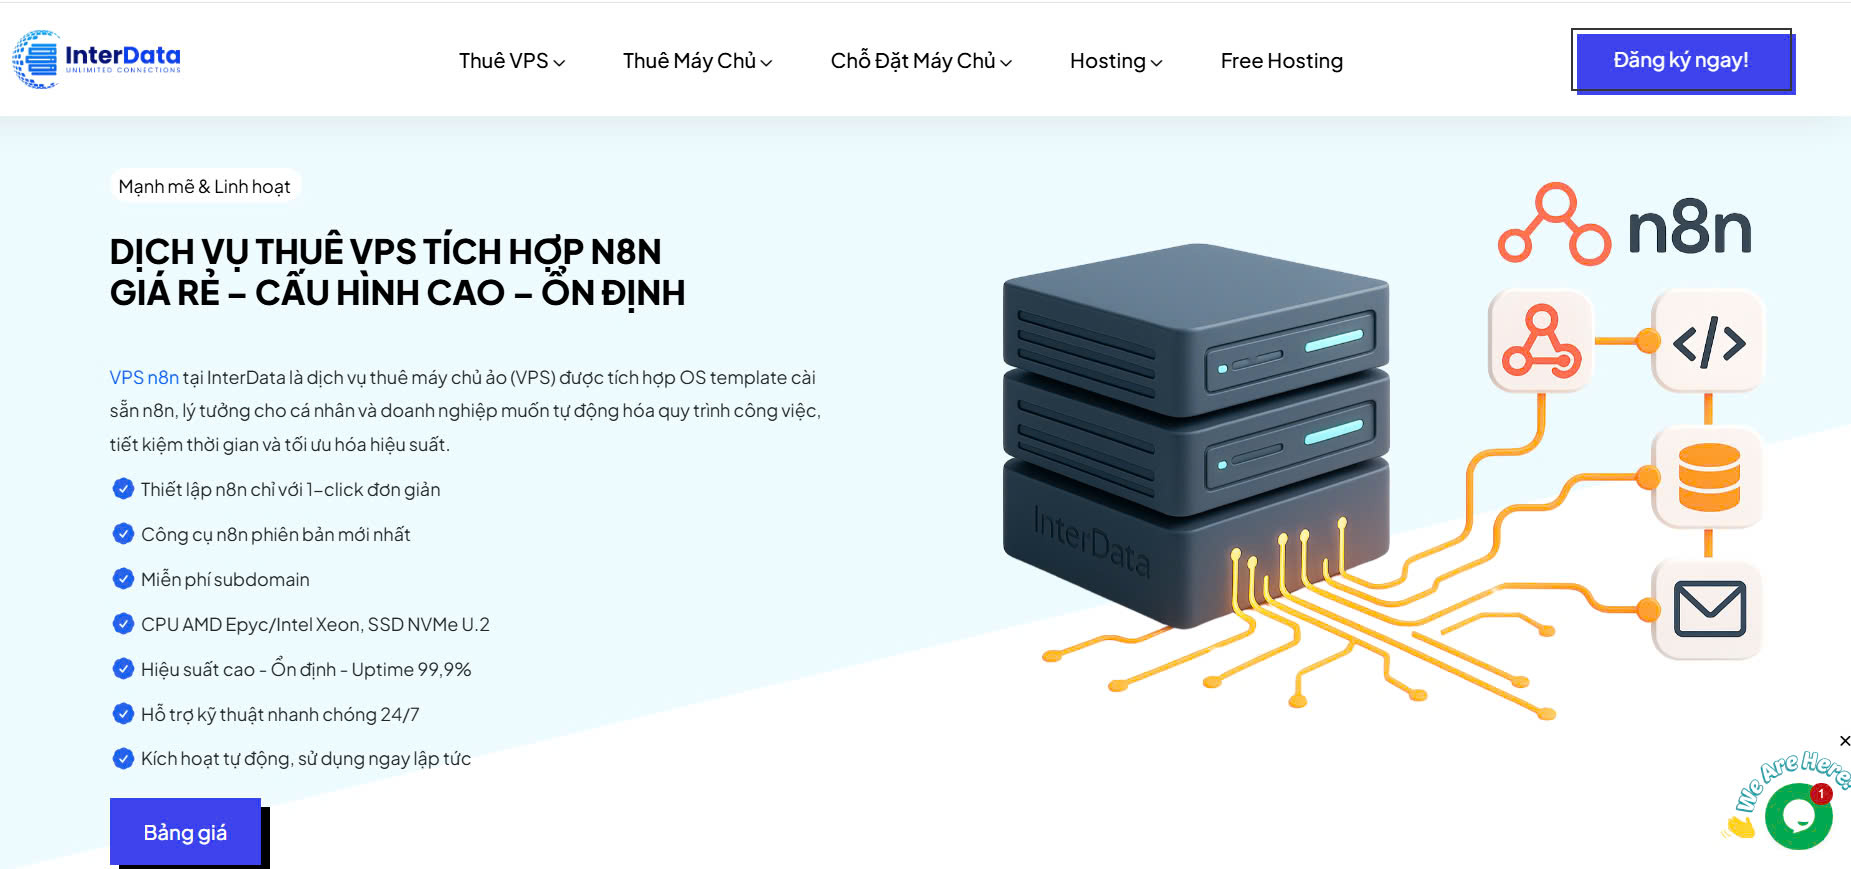 InterData
UNLIMITED CONNECTIONS
Thuê VPS
Thuê Máy Chủ
Chỗ Đặt Máy Chủ
Hosting
Free Hosting
Đăng ký ngay!
Mạnh mẽ & Linh hoạt
DỊCH VỤ THUÊ VPS TÍCH HỢP N8N
GIÁ RẺ – CẤU HÌNH CAO – ỔN ĐỊNH
VPS n8n tại InterData là dịch vụ thuê máy chủ ảo (VPS) được tích hợp OS template cài
sẵn n8n, lý tưởng cho cá nhân và doanh nghiệp muốn tự động hóa quy trình công việc,
tiết kiệm thời gian và tối ưu hóa hiệu suất.
Thiết lập n8n chỉ với 1-click đơn giản
Công cụ n8n phiên bản mới nhất
Miễn phí subdomain
CPU AMD Epyc/Intel Xeon, SSD NVMe U.2
Hiệu suất cao - Ổn định - Uptime 99,9%
Hỗ trợ kỹ thuật nhanh chóng 24/7
Kích hoạt tự động, sử dụng ngay lập tức
Bảng giá
n8n
</>
InterData
We Are Here!
1